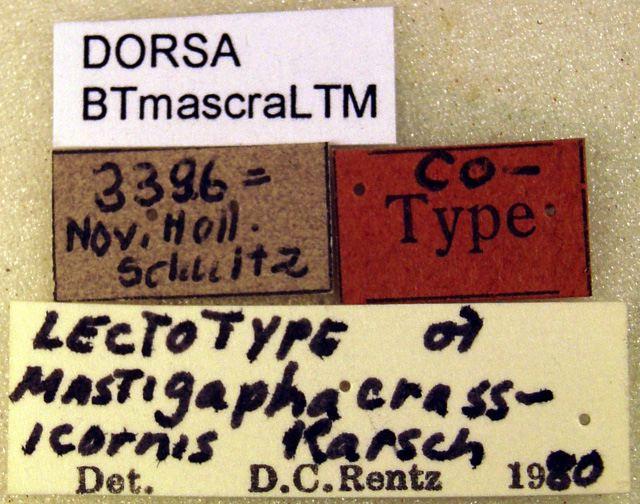 DORSA
BTmascraLTM
3396 =
Nov. Holl.
Schultz
Co-
Type.
LECTOTYPE ♂
MASTigapha crass-
icornis Karsch
Det. D.C. Rentz 1980